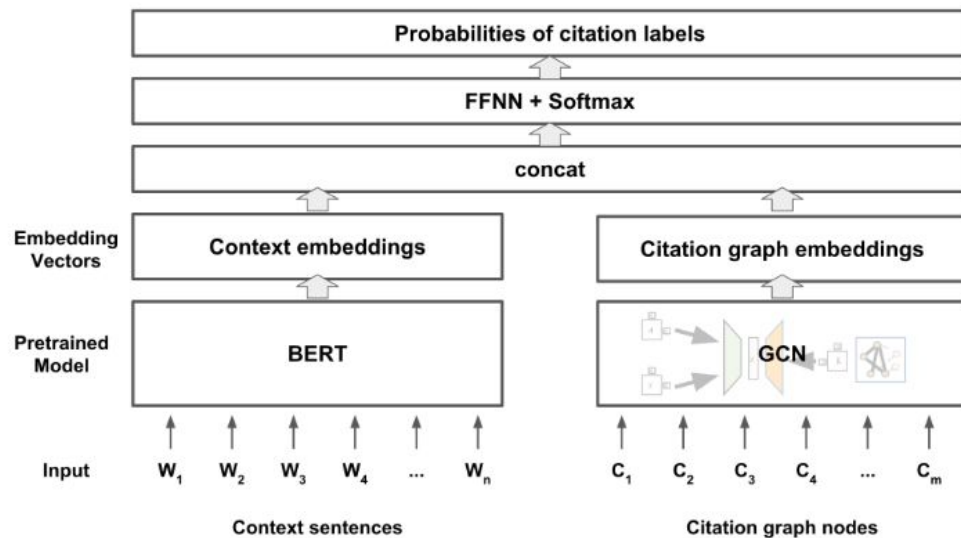 Probabilities of citation labels
FFNN + Softmax
concat
Embedding
Vectors
Context embeddings
Citation graph embeddings
Pretrained
Model
BERT
GCN
Input
W1 W2 W3 W4 ... Wn
C1 C2 C3 C4 ... Cm
Context sentences
Citation graph nodes